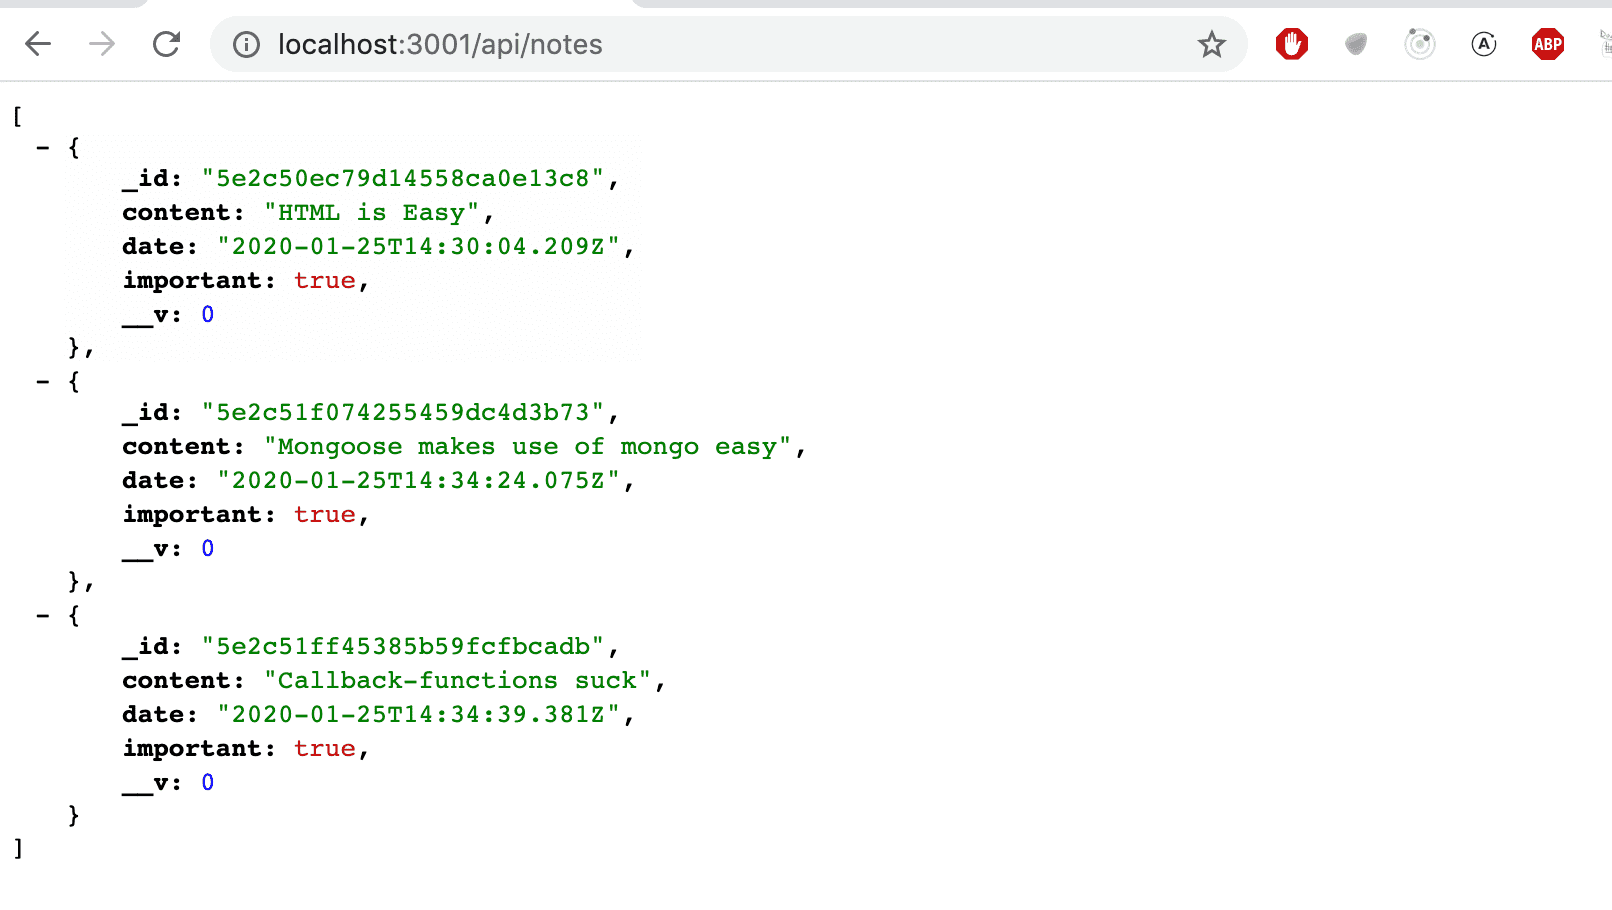 localhost:3001/api/notes
A
ABP
[
- {
_id: "5e2c50ec79d14558ca0e13c8",
content: "HTML is Easy",
date: "2020-01-25T14:30:04.209Z",
important: true,
__v: 0
},
- {
_id: "5e2c51f074255459dc4d3b73",
content: "Mongoose makes use of mongo easy",
date: "2020-01-25T14:34:24.075Z",
important: true,
__v: 0
},
- {
_id: "5e2c51ff45385b59fcfbcadb",
content: "Callback-functions suck",
date: "2020-01-25T14:34:39.381Z",
important: true,
__v: 0
}
]